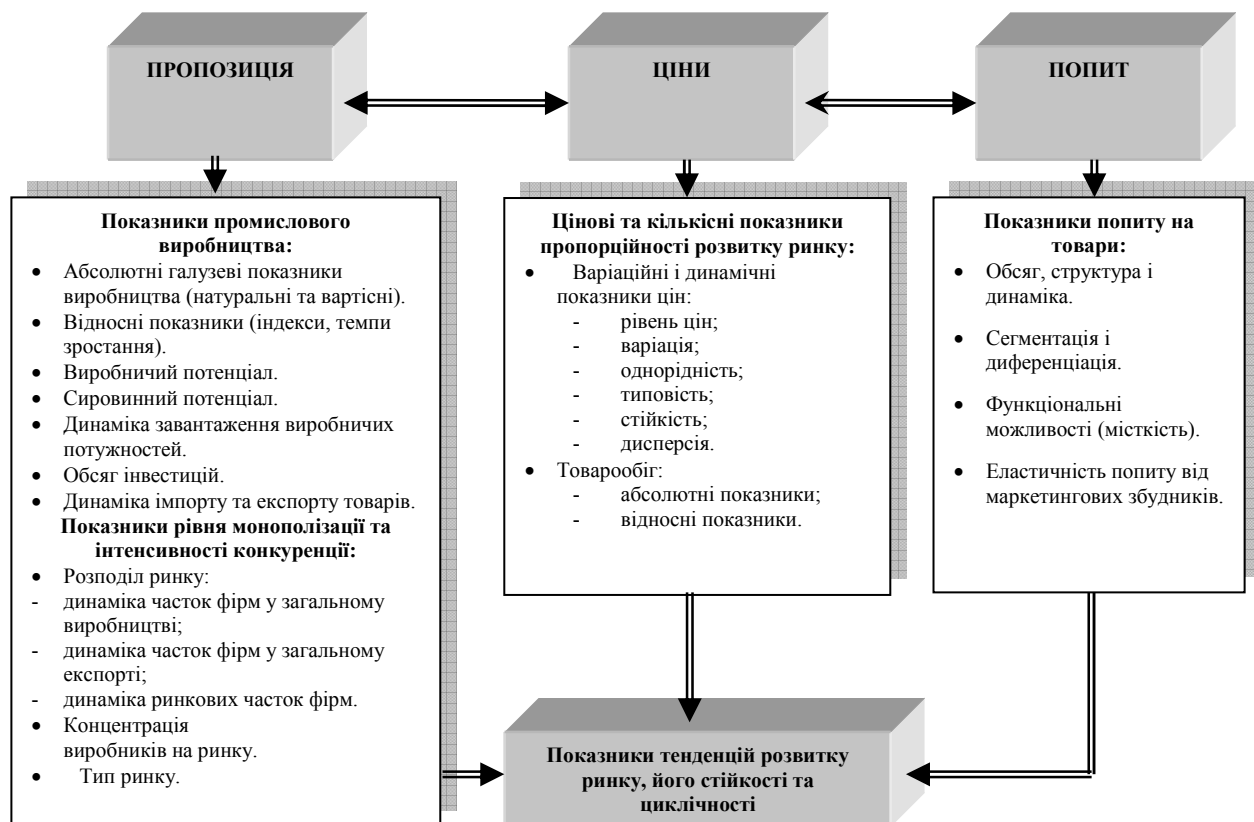 ПРОПОЗИЦІЯ
ЦІНИ
ПОПИТ
Показники промислового
виробництва:
• Абсолютні галузеві показники
виробництва (натуральні та вартісні).
• Відносні показники (індекси, темпи
зростання).
• Виробничий потенціал.
• Сировинний потенціал.
• Динаміка завантаження виробничих
потужностей.
• Обсяг інвестицій.
• Динаміка імпорту та експорту товарів.
Показники рівня монополізації та
інтенсивності конкуренції:
• Розподіл ринку:
- динаміка часток фірм у загальному
виробництві;
- динаміка часток фірм у загальному
експорті;
- динаміка ринкових часток фірм.
• Концентрація
виробників на ринку.
• Тип ринку.
Цінові та кількісні показники
пропорційності розвитку ринку:
• Варіаційні і динамічні
показники цін:
- рівень цін;
- варіація;
- однорідність;
- типовість;
- стійкість;
- дисперсія.
• Товарообіг:
- абсолютні показники;
- відносні показники.
Показники попиту на
товари:
• Обсяг, структура і
динаміка.
• Сегментація і
диференціація.
• Функціональні
можливості (місткість).
• Еластичність попиту від
маркетингових збудників.
Показники тенденцій розвитку
ринку, його стійкості та
циклічності